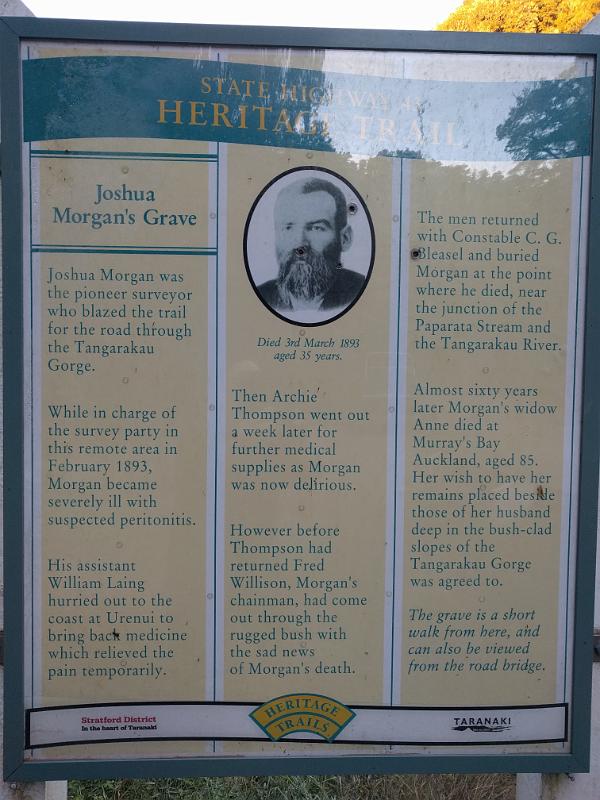 STATE HIGHWAY 43
HERITAGE TRAIL
Joshua
Morgan's Grave
Joshua Morgan was
the pioneer surveyor
who blazed the trail
for the road through
the Tangarakau
Gorge.
While in charge of
the survey party in
this remote area in
February 1893,
Morgan became
severely ill with
suspected peritonitis.
His assistant
William Laing
hurried out to the
coast at Urenui to
bring back medicine
which relieved the
pain temporarily.
Died 3rd March 1893
aged 35 years.
Then Archie
Thompson went out
a week later for
further medical
supplies as Morgan
was now delirious.
However before
Thompson had
returned Fred
Willison, Morgan's
chainman, had come
out through the
rugged bush with
the sad news
of Morgan's death.
The men returned
with Constable C. G.
Bleasel and buried
Morgan at the point
where he died, near
the junction of the
Paparata Stream and
the Tangarakau River.
Almost sixty years
later Morgan's widow
Anne died at
Murray's Bay
Auckland, aged 85.
Her wish to have her
remains placed beside
those of her husband
deep in the bush-clad
slopes of the
Tangarakau Gorge
was agreed to.
The grave is a short
walk from here, and
can also be viewed
from the road bridge.
Stratford District
In the heart of Taranaki
HERITAGE
TRAILS
TARANAKI